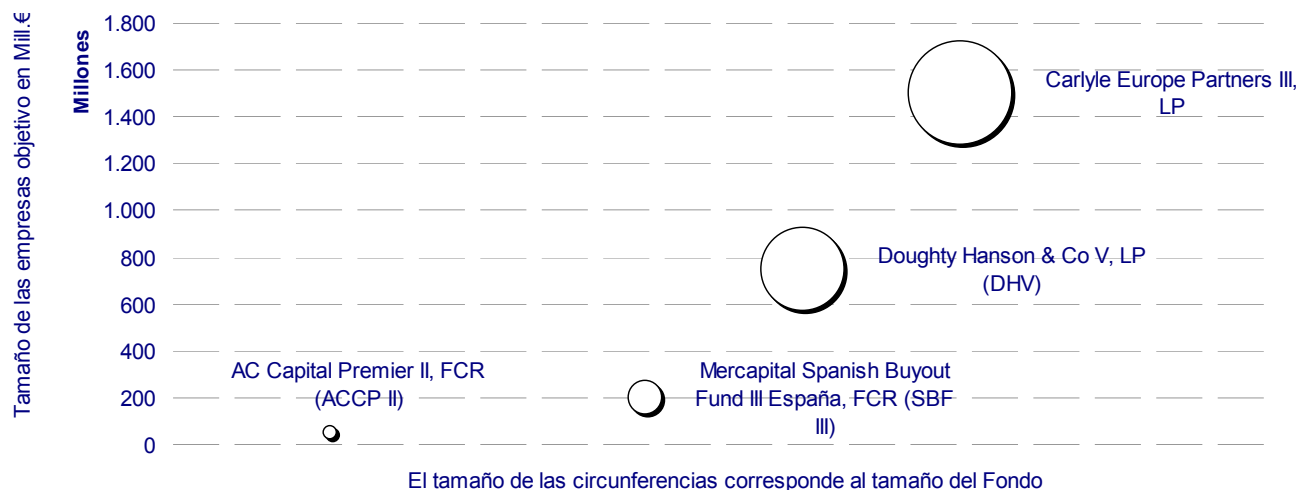 Tamaño de las empresas objetivo en Mill.€
Millones
1.800
1.600
1.400
1.200
1.000
800
600
400
200
0
Carlyle Europe Partners III,
LP
Doughty Hanson & Co V, LP
(DHV)
AC Capital Premier II, FCR
(ACCP II)
Mercapital Spanish Buyout
Fund III España, FCR (SBF
III)
El tamaño de las circunferencias corresponde al tamaño del Fondo